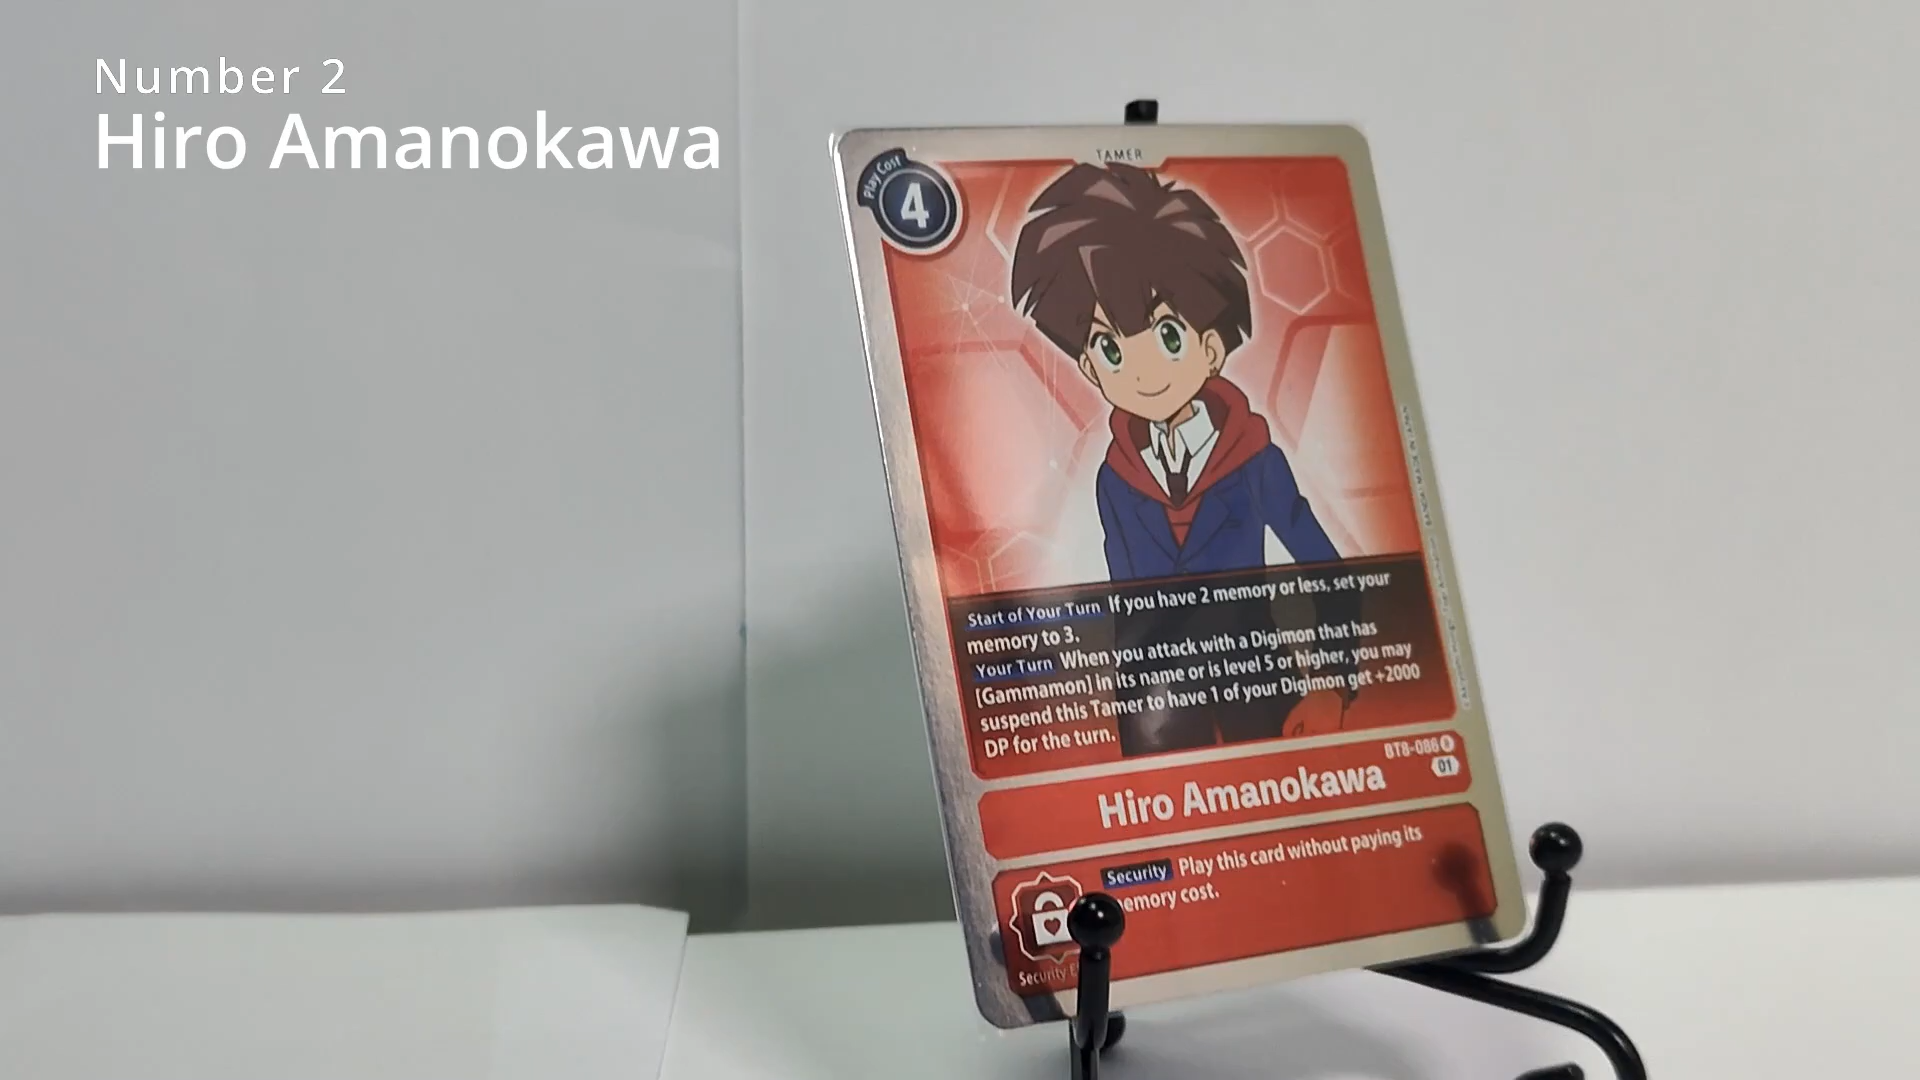 Number 2
Hiro Amanokawa
TAMER
Play Cost
4
Start of Your Turn If you have 2 memory or less, set your
memory to 3.
Your Turn When you attack with a Digimon that has
[Gammamon] in its name or is level 5 or higher, you may
suspend this Tamer to have 1 of your Digimon get +2000
DP for the turn.
BT8-086 R
01
Hiro Amanokawa
Security Play this card without paying its
emory cost.
Security E